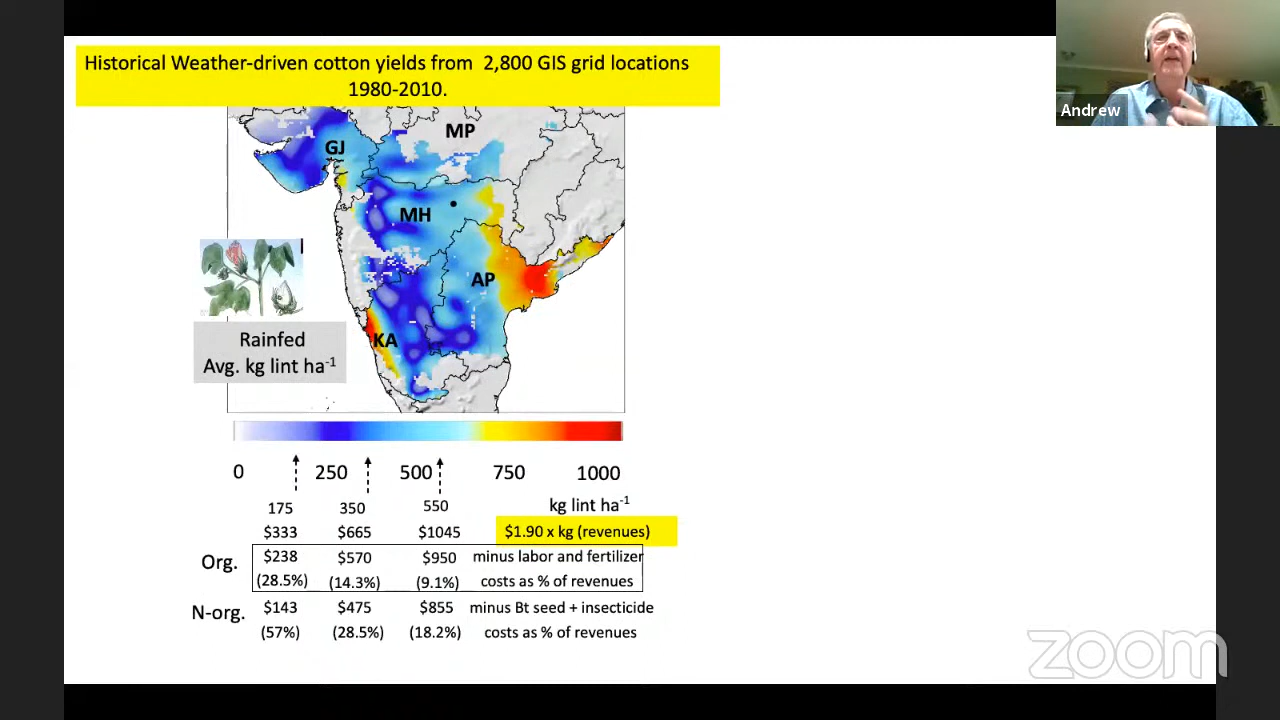 Historical Weather-driven cotton yields from 2,800 GIS grid locations
1980-2010.
Andrew
MP
GJ
MH
AP
KA
Rainfed
Avg. kg lint ha-1
0 250 500 750 1000
175 350 550 kg lint ha-1
$333 $665 $1045 $1.90 x kg (revenues)
Org. $238 $570 $950 minus labor and fertilizer
(28.5%) (14.3%) (9.1%) costs as % of revenues
N-org. $143 $475 $855 minus Bt seed + insecticide
(57%) (28.5%) (18.2%) costs as % of revenues
zoom